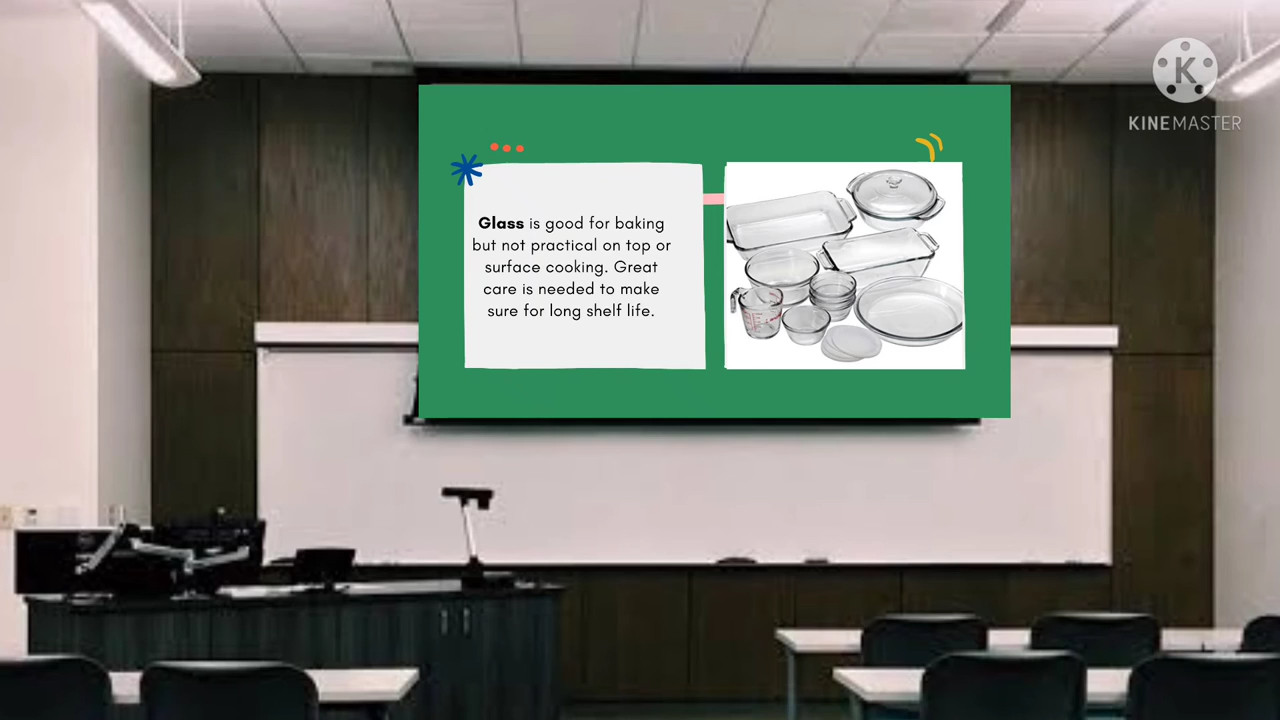 Glass is good for baking
but not practical on top or
surface cooking. Great
care is needed to make
sure for long shelf life.
K
KINEMASTER